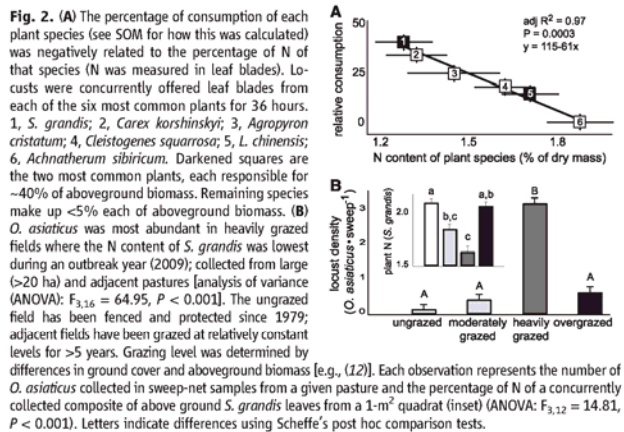 Fig. 2. (A) The percentage of consumption of each
plant species (see SOM for how this was calculated)
was negatively related to the percentage of N of
that species (N was measured in leaf blades). Lo-
custs were concurrently offered leaf blades from
each of the six most common plants for 36 hours.
1, S. grandis; 2, Carex korshinskyi; 3, Agropyron
cristatum; 4, Cleistogenes squarrosa; 5, L. chinensis;
6, Achnatherum sibiricum. Darkened squares are
the two most common plants, each responsible for
~40% of aboveground biomass. Remaining species
make up <5% each of aboveground biomass. (B)
O. asiaticus was most abundant in heavily grazed
fields where the N content of S. grandis was lowest
during an outbreak year (2009); collected from large
(>20 ha) and adjacent pastures [analysis of variance
(ANOVA): F3,16 = 64.95, P < 0.001]. The ungrazed
field has been fenced and protected since 1979;
adjacent fields have been grazed at relatively constant
levels for >5 years. Grazing level was determined by
differences in ground cover and aboveground biomass [e.g., (12)]. Each observation represents the number of
O. asiaticus collected in sweep-net samples from a given pasture and the percentage of N of a concurrently
collected composite of above ground S. grandis leaves from a 1-m² quadrat (inset) (ANOVA: F3,12 = 14.81,
P < 0.001). Letters indicate differences using Scheffe's post hoc comparison tests.
A
relative consumption
50
25
0
adj R² = 0.97
P = 0.0003
y = 115-61x
1
2
3
4
5
6
1.2 1.5 1.8
N content of plant species (% of dry mass)
B
locust density
(O. asiaticus•sweep⁻¹)
3
2
1
0
plant N (S. grandis)
2.0
1.5
a
b,c
c
a,b
A
A
B
A
ungrazed moderately heavily overgrazed
grazed grazed